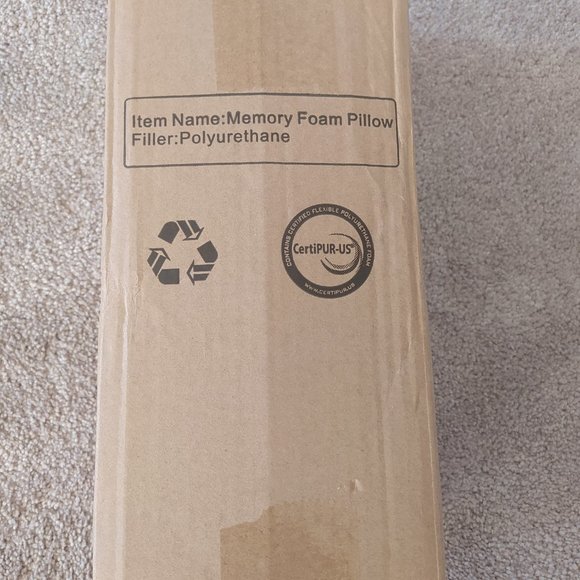 Item Name:Memory Foam Pillow
Filler:Polyurethane
CONTAINS CERTIFIED FLEXIBLE POLYURETHANE FOAM
CertiPUR-US
WWW.CERTIPUR.US